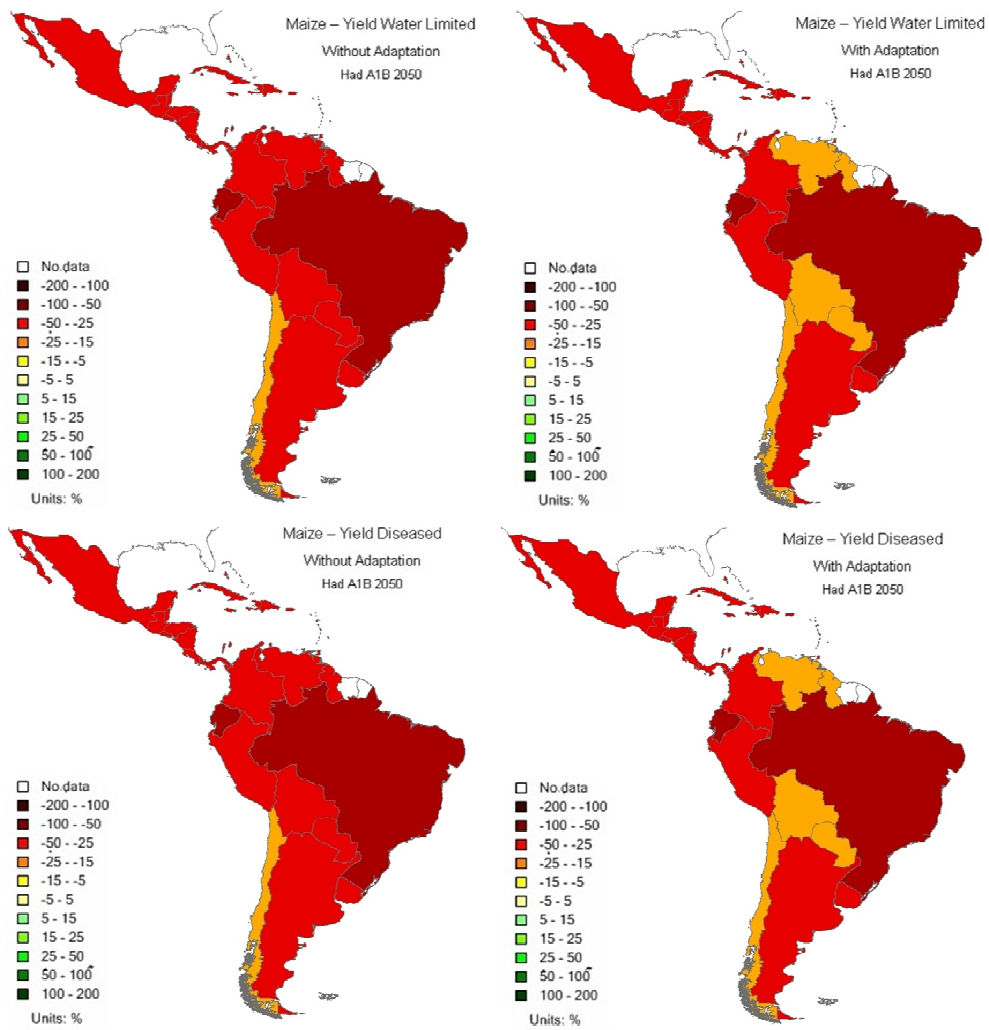 Maize – Yield Water Limited
Without Adaptation
Had A1B 2050
No data
-200 - -100
-100 - -50
-50 - -25
-25 - -15
-15 - -5
-5 - 5
5 - 15
15 - 25
25 - 50
50 - 100
100 - 200
Units: %
Maize – Yield Water Limited
With Adaptation
Had A1B 2050
No data
-200 - -100
-100 - -50
-50 - -25
-25 - -15
-15 - -5
-5 - 5
5 - 15
15 - 25
25 - 50
50 - 100
100 - 200
Units: %
Maize – Yield Diseased
Without Adaptation
Had A1B 2050
No data
-200 - -100
-100 - -50
-50 - -25
-25 - -15
-15 - -5
-5 - 5
5 - 15
15 - 25
25 - 50
50 - 100
100 - 200
Units: %
Maize – Yield Diseased
With Adaptation
Had A1B 2050
No data
-200 - -100
-100 - -50
-50 - -25
-25 - -15
-15 - -5
-5 - 5
5 - 15
15 - 25
25 - 50
50 - 100
100 - 200
Units: %